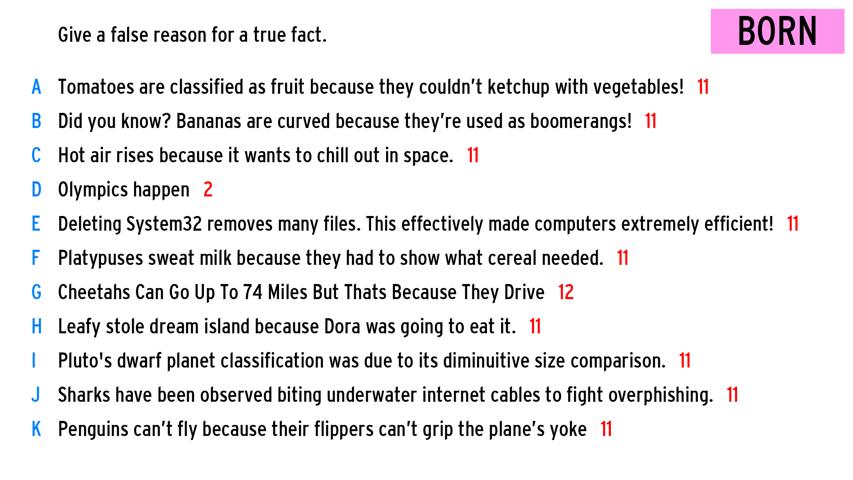 Give a false reason for a true fact.
BORN
A Tomatoes are classified as fruit because they couldn't ketchup with vegetables! 11
B Did you know? Bananas are curved because they're used as boomerangs! 11
C Hot air rises because it wants to chill out in space. 11
D Olympics happen 2
E Deleting System32 removes many files. This effectively made computers extremely efficient! 11
F Platypuses sweat milk because they had to show what cereal needed. 11
G Cheetahs Can Go Up To 74 Miles But Thats Because They Drive 12
H Leafy stole dream island because Dora was going to eat it. 11
I Pluto's dwarf planet classification was due to its diminuitive size comparison. 11
J Sharks have been observed biting underwater internet cables to fight overphishing. 11
K Penguins can't fly because their flippers can't grip the plane's yoke 11